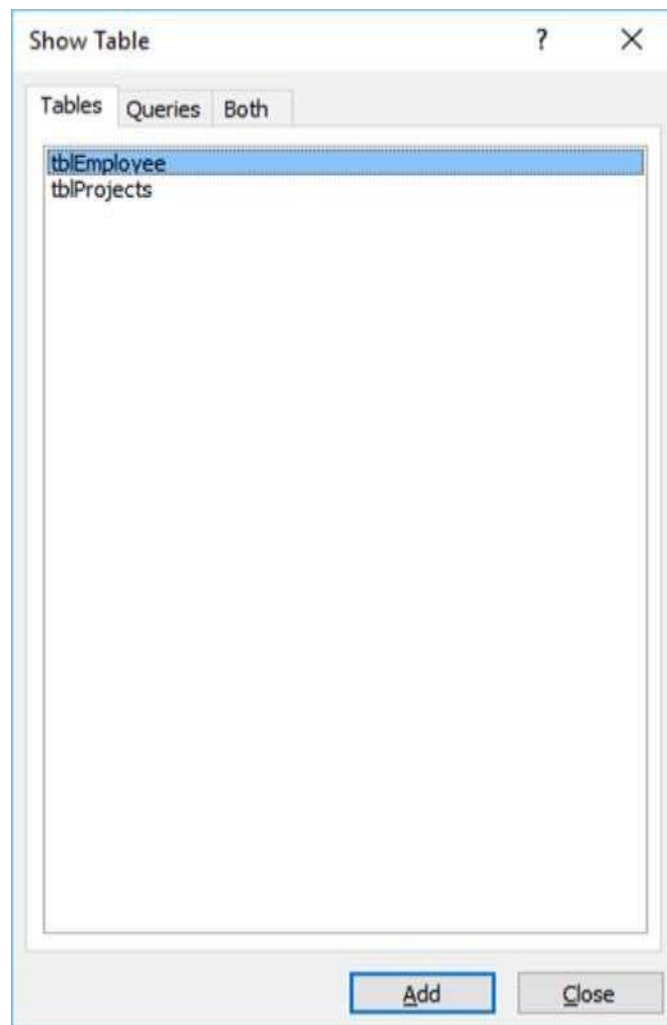 Show Table ?
Tables Queries Both
tblEmployee
tblProjects
Add Close